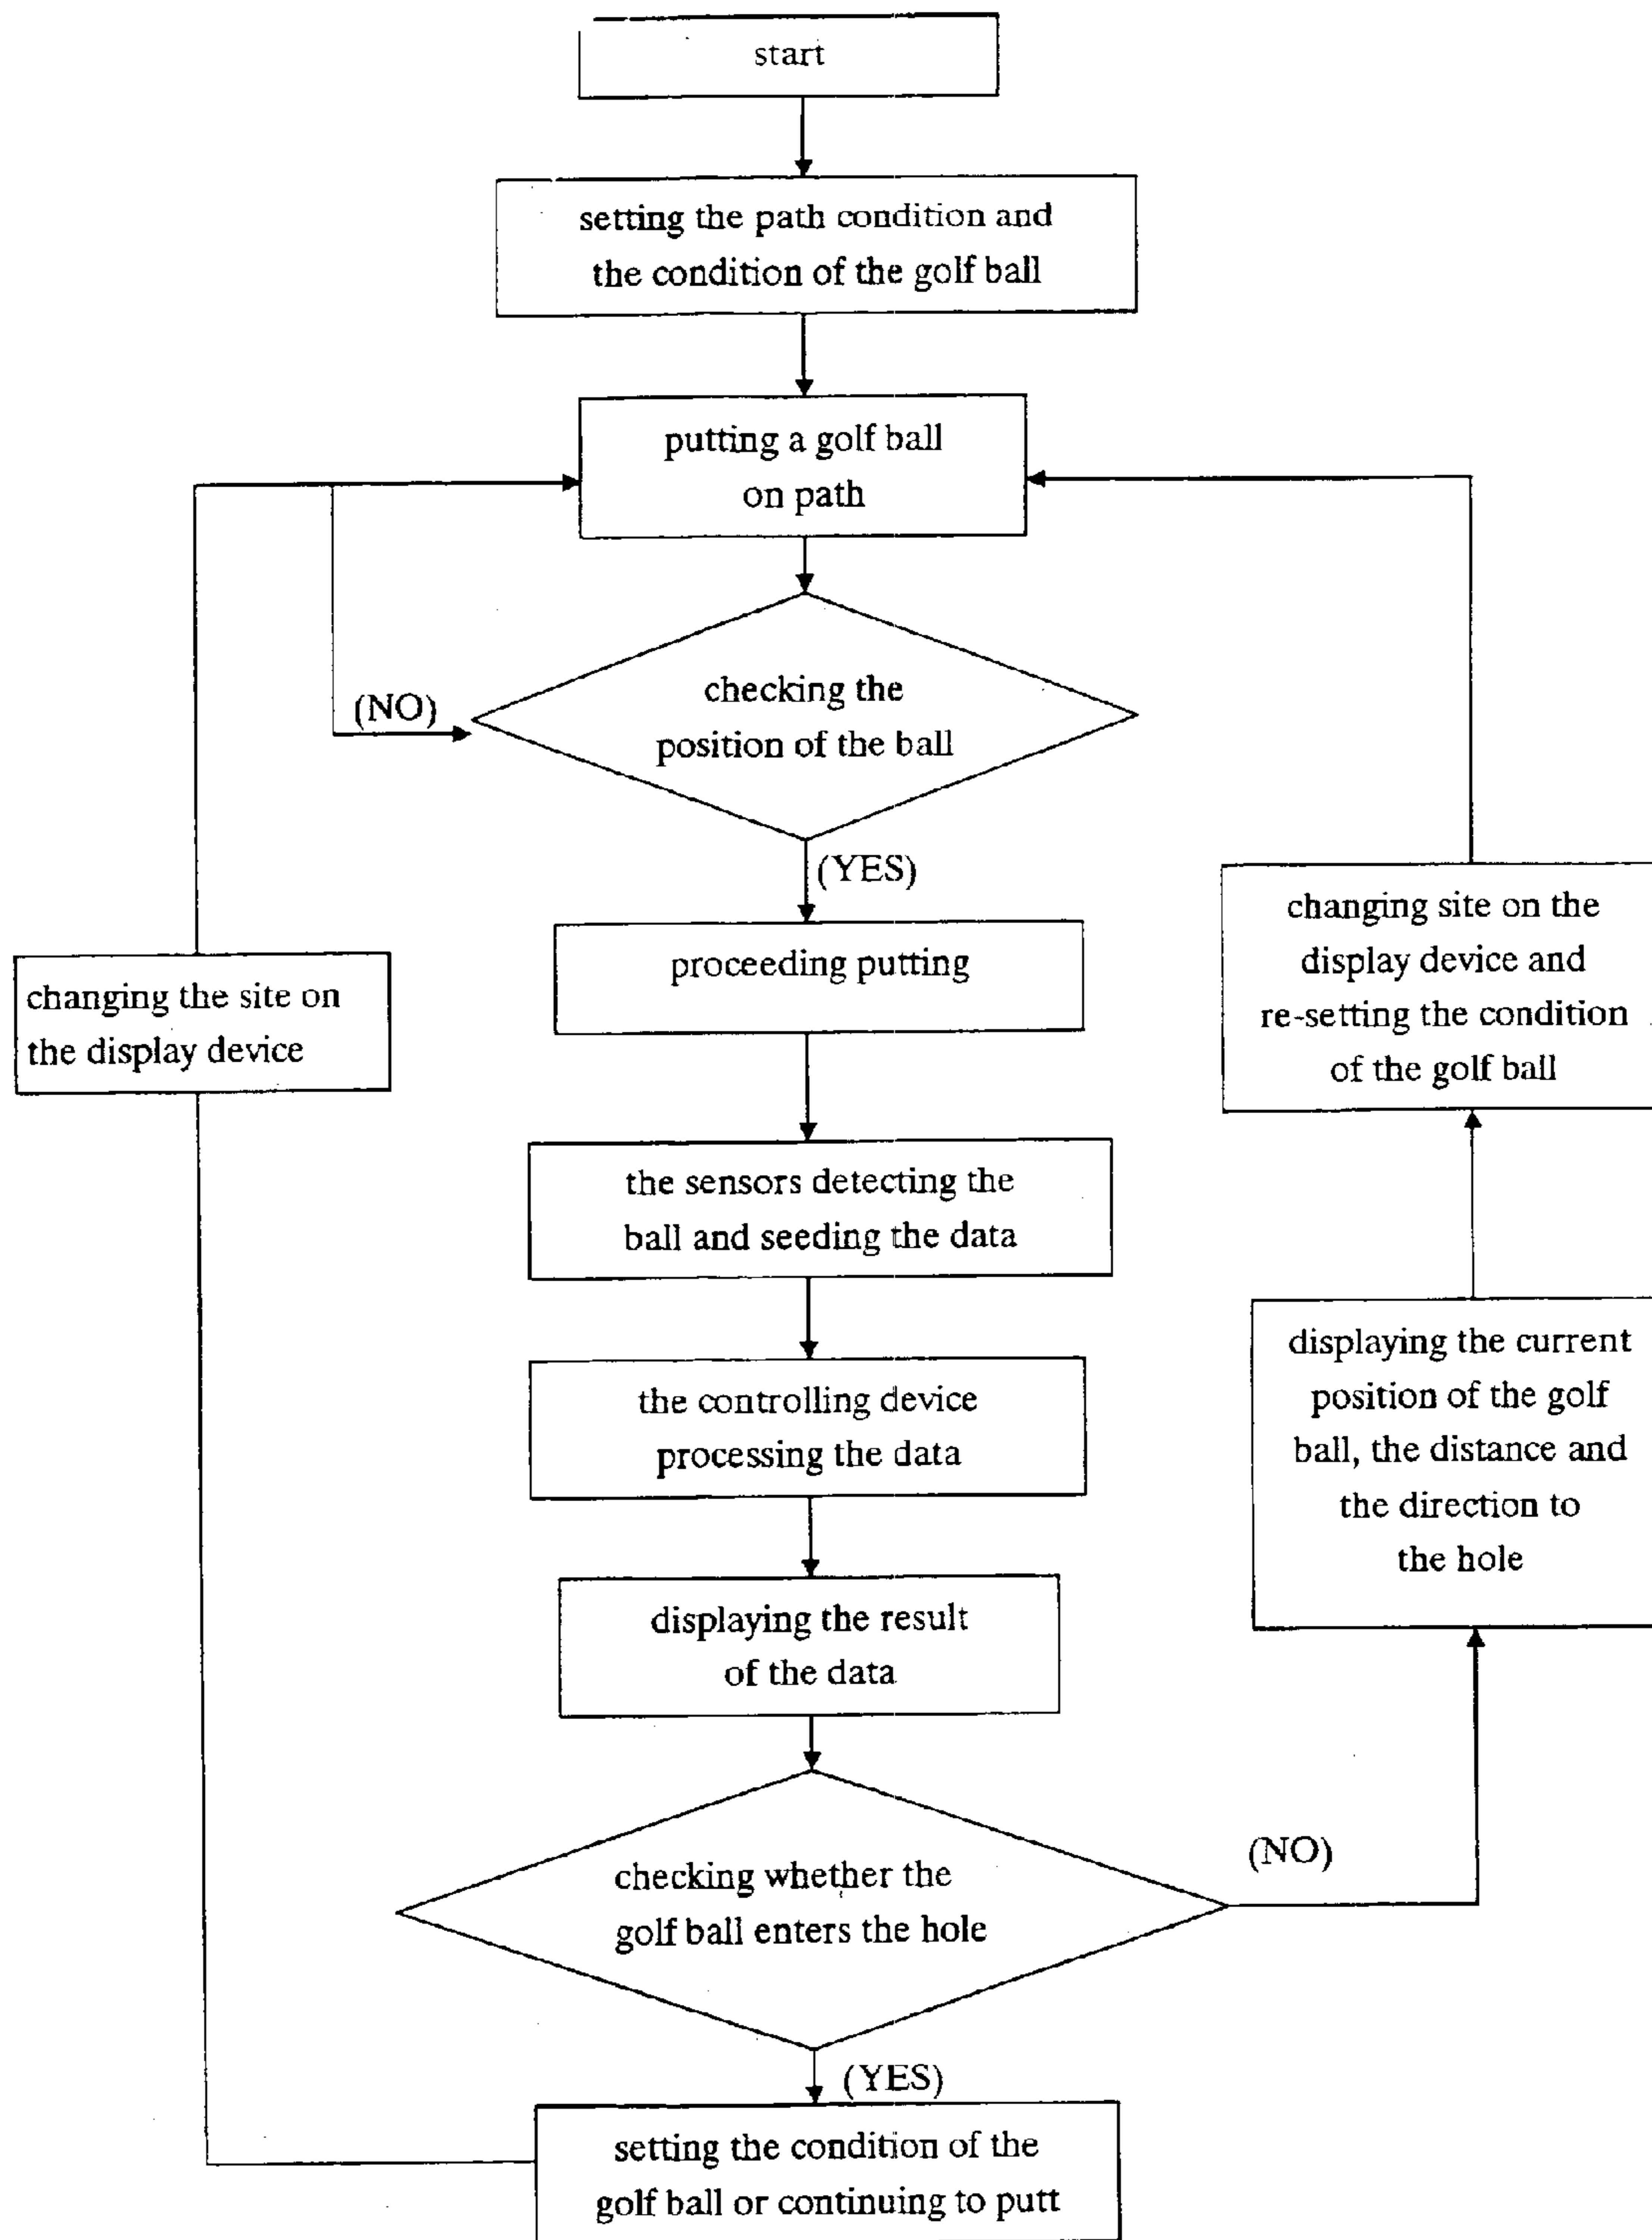 start
setting the path condition and
the condition of the golf ball
putting a golf ball
on path
checking the
position of the ball
(NO)
(YES)
proceeding putting
changing the site on
the display device
changing site on the
display device and
re-setting the condition
of the golf ball
the sensors detecting the
ball and seeding the data
the controlling device
processing the data
displaying the current
position of the golf
ball, the distance and
the direction to
the hole
displaying the result
of the data
checking whether the
golf ball enters the hole
(NO)
(YES)
setting the condition of the
golf ball or continuing to putt